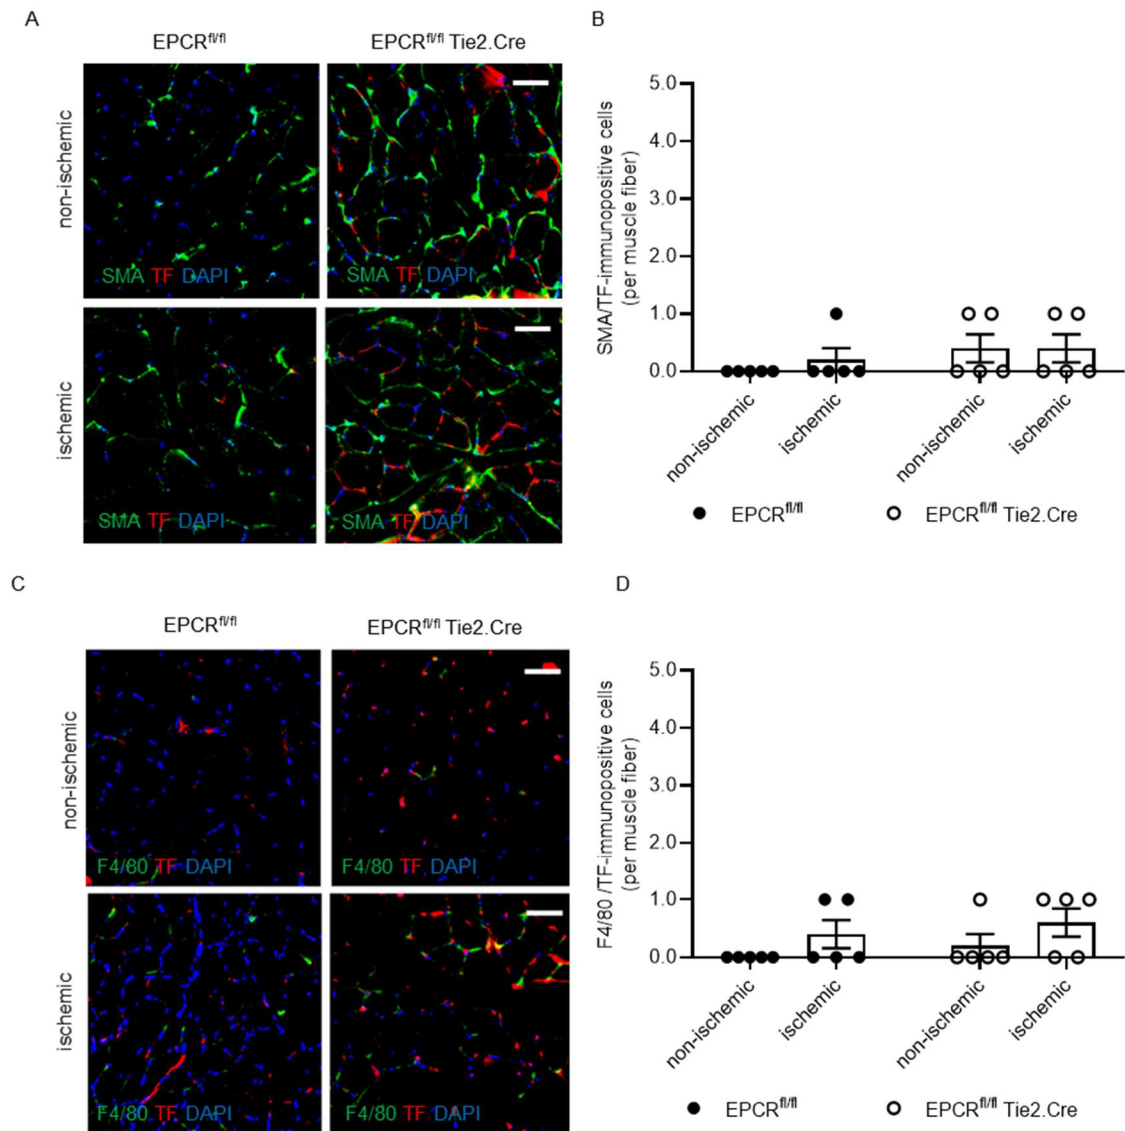 A
EPCRfl/fl
EPCRfl/fl Tie2.Cre
non-ischemic
SMA TF DAPI
SMA TF DAPI
ischemic
SMA TF DAPI
SMA TF DAPI
B
SMA/TF-immunopositive cells
(per muscle fiber)
5.0
4.0
3.0
2.0
1.0
0.0
non-ischemic
ischemic
non-ischemic
ischemic
EPCRfl/fl
EPCRfl/fl Tie2.Cre
C
EPCRfl/fl
EPCRfl/fl Tie2.Cre
non-ischemic
F4/80 TF DAPI
F4/80 TF DAPI
ischemic
F4/80 TF DAPI
F4/80 TF DAPI
D
F4/80 /TF-immunopositive cells
(per muscle fiber)
5.0
4.0
3.0
2.0
1.0
0.0
non-ischemic
ischemic
non-ischemic
ischemic
EPCRfl/fl
EPCRfl/fl Tie2.Cre